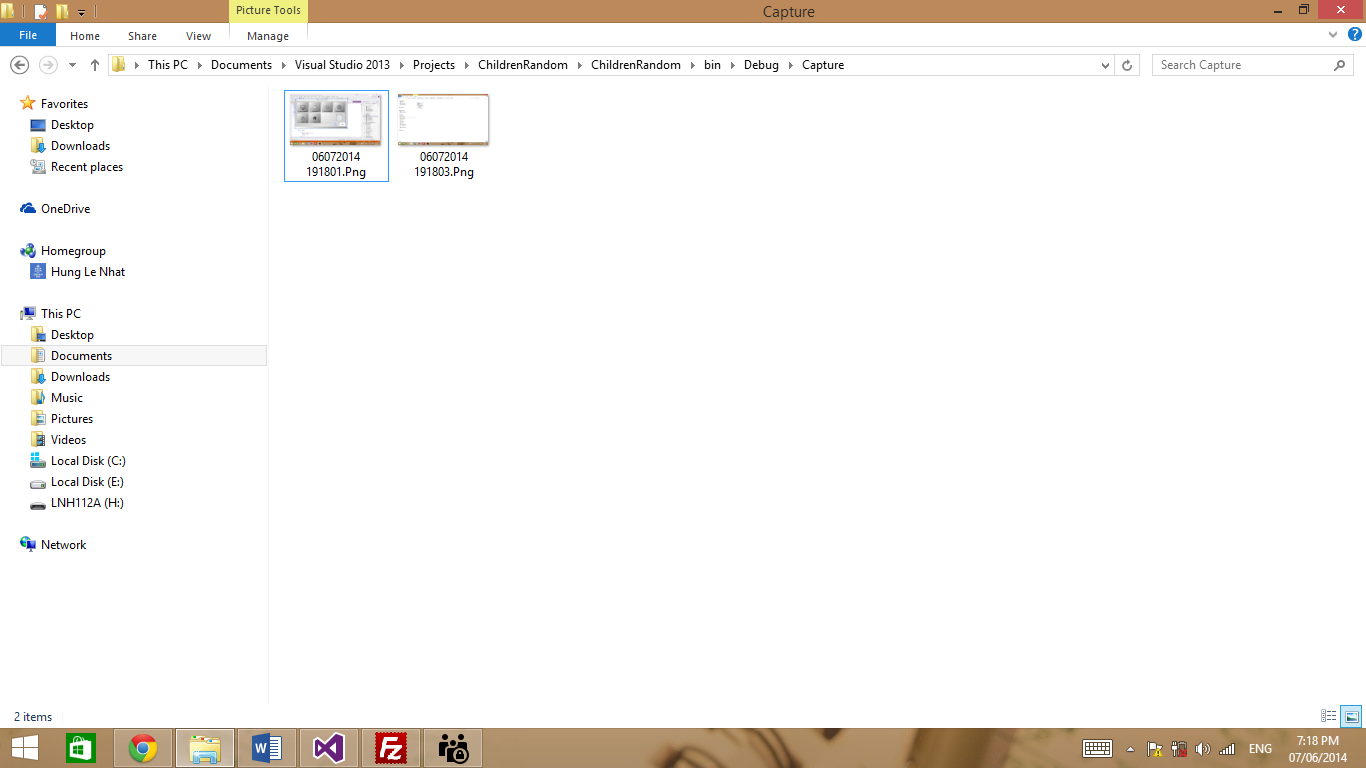 Picture Tools
Capture
File
Home
Share
View
Manage
This PC
Documents
Visual Studio 2013
Projects
ChildrenRandom
ChildrenRandom
bin
Debug
Capture
Search Capture
Favorites
Desktop
Downloads
Recent places
OneDrive
Homegroup
Hung Le Nhat
This PC
Desktop
Documents
Downloads
Music
Pictures
Videos
Local Disk (C:)
Local Disk (E:)
LNH112A (H:)
Network
06072014
191801.Png
06072014
191803.Png
2 items
ENG
7:18 PM
07/06/2014